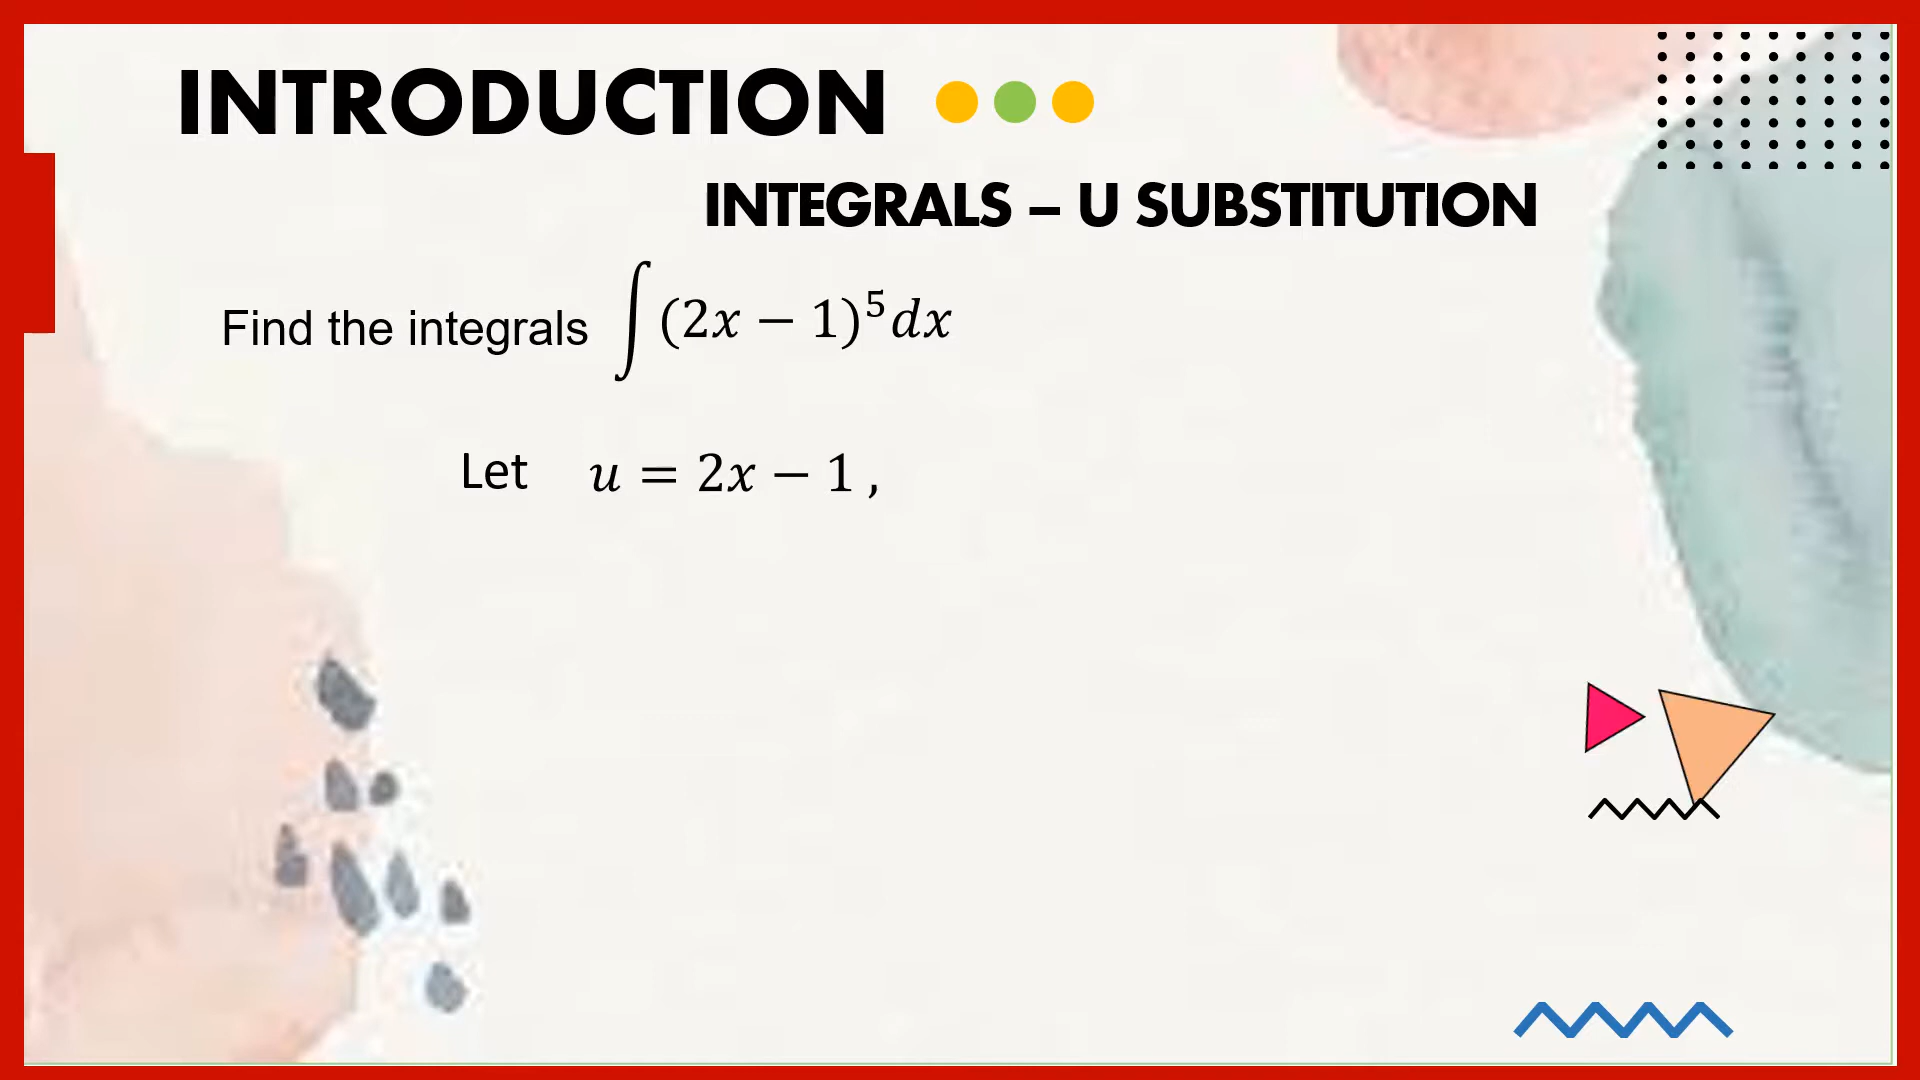 INTRODUCTION
INTEGRALS – U SUBSTITUTION
Find the integrals ∫(2x − 1)⁵dx
Let u = 2x − 1 ,